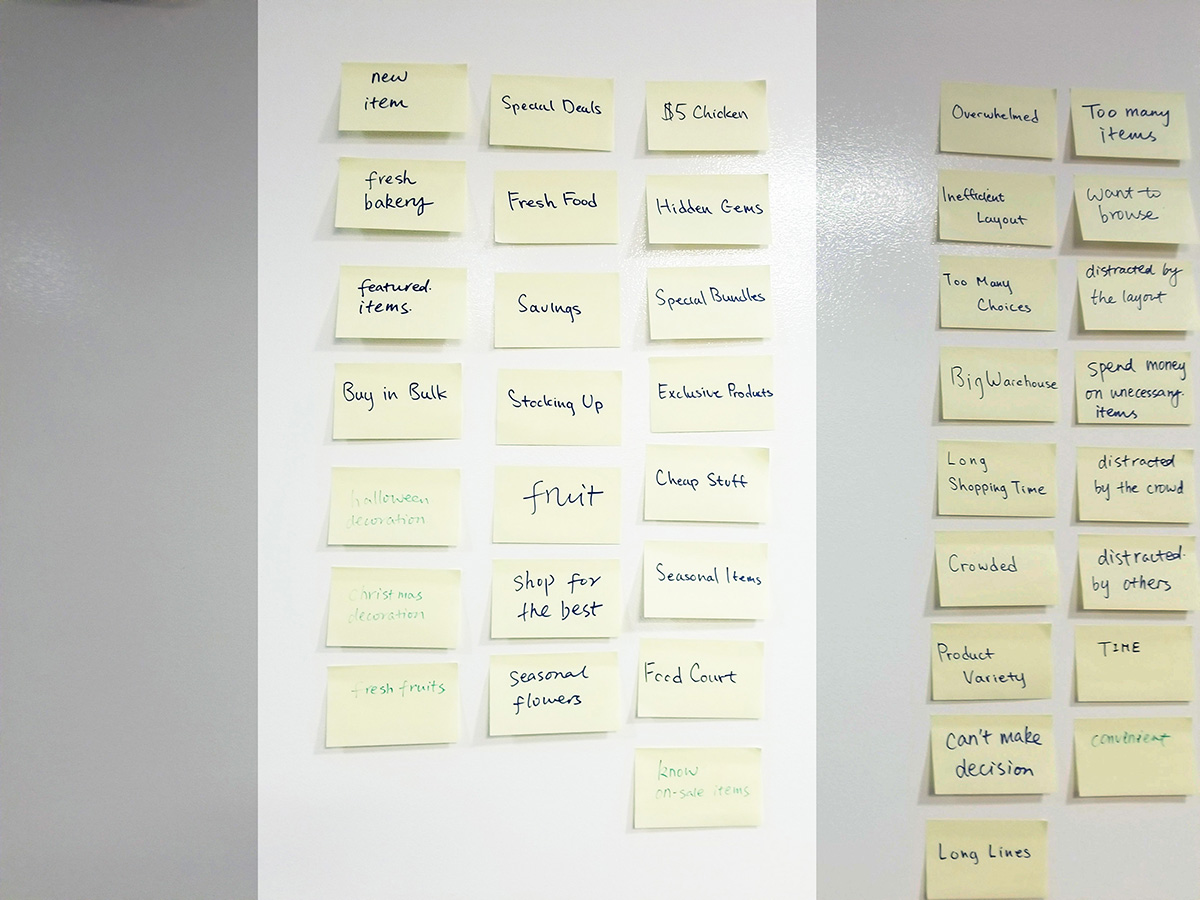 new
item
fresh
bakery
featured.
items.
Buy in Bulk
halloween
decoration
christmas
decoration
fresh fruits
Special Deals
Fresh Food
Savings
Stocking Up
fruit
shop for
the best
seasonal
flowers
$5 Chicken
Hidden Gems
Special Bundles
Exclusive Products
Cheap Stuff
Seasonal Items
Food Court
know
on-sale items
Overwhelmed
Inefficient
Layout
Too Many
Choices
Big Warehouse
Long
Shopping Time
Crowded
Product
Variety
can't make
decision
Long Lines
Too many
items
want to
browse
distracted by
the layout
spend money
on unecessary.
items
distracted
by the crowd
distracted.
by others
TIME
convenient